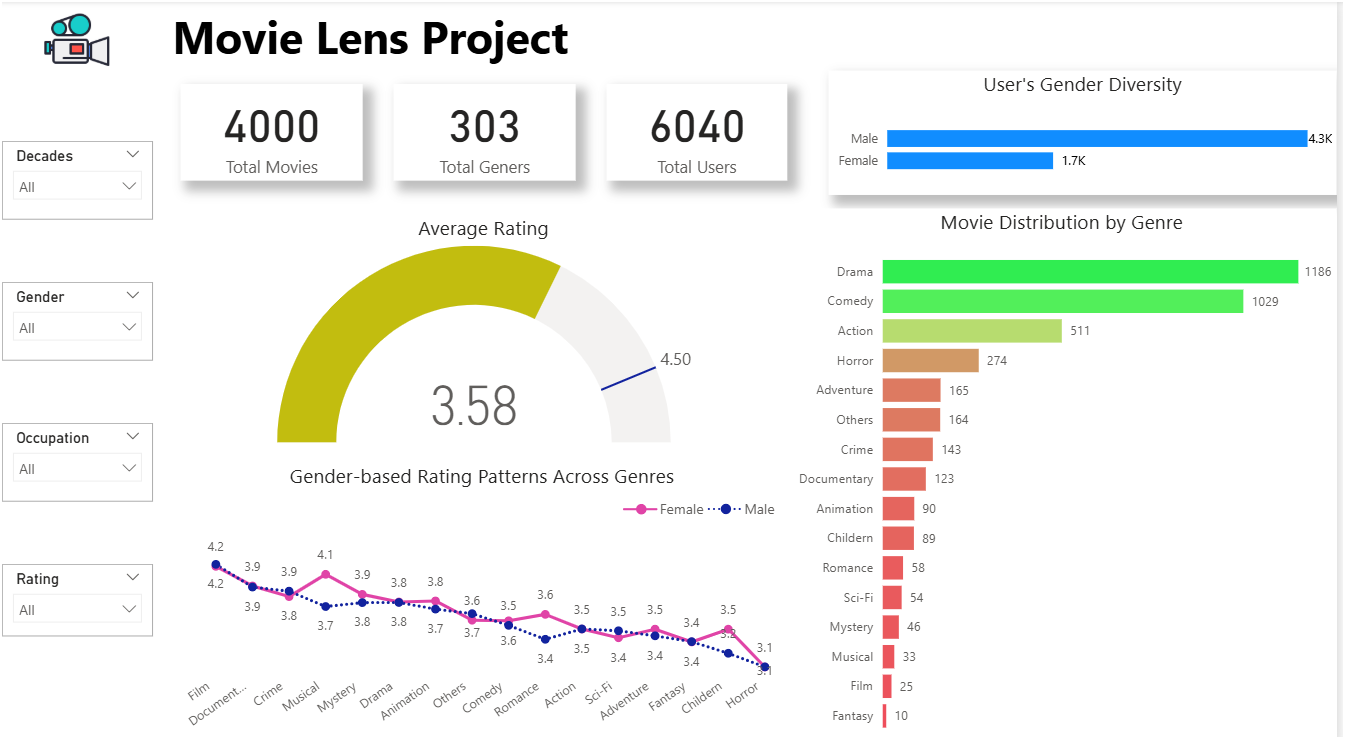 Movie Lens Project
Decades
All
Gender
All
Occupation
All
Rating
All
4000
Total Movies
303
Total Geners
6040
Total Users
User's Gender Diversity
Male 4.3K
Female 1.7K
Average Rating
4.50
3.58
Gender-based Rating Patterns Across Genres
Female Male
4.2 3.9 3.9 4.1 3.9 3.8 3.8 3.6 3.5 3.6 3.5 3.5 3.5 3.4 3.5 3.1
4.2 3.9 3.8 3.7 3.8 3.8 3.7 3.7 3.6 3.4 3.5 3.4 3.4 3.4 3.2 3.1
Film Document... Crime Musical Mystery Drama Animation Others Comedy Romance Action Sci-Fi Adventure Fantasy Childern Horror
Movie Distribution by Genre
Drama 1186
Comedy 1029
Action 511
Horror 274
Adventure 165
Others 164
Crime 143
Documentary 123
Animation 90
Childern 89
Romance 58
Sci-Fi 54
Mystery 46
Musical 33
Film 25
Fantasy 10